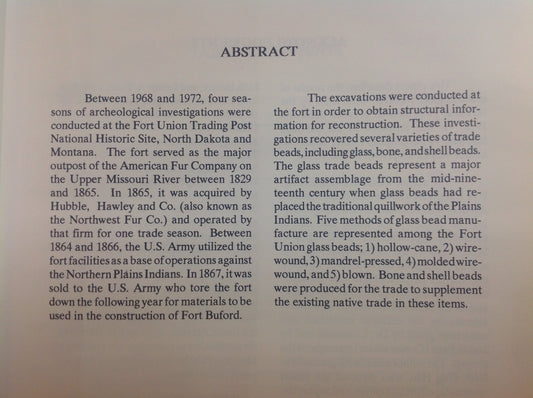 ABSTRACT
Between 1968 and 1972, four sea-
sons of archeological investigations were
conducted at the Fort Union Trading Post
National Historic Site, North Dakota and
Montana. The fort served as the major
outpost of the American Fur Company on
the Upper Missouri River between 1829
and 1865. In 1865, it was acquired by
Hubble, Hawley and Co. (also known as
the Northwest Fur Co.) and operated by
that firm for one trade season. Between
1864 and 1866, the U.S. Army utilized the
fort facilities as a base of operations against
the Northern Plains Indians. In 1867, it was
sold to the U.S. Army who tore the fort
down the following year for materials to be
used in the construction of Fort Buford.
The excavations were conducted at
the fort in order to obtain structural infor-
mation for reconstruction. These investi-
gations recovered several varieties of trade
beads, including glass, bone, and shell beads.
The glass trade beads represent a major
artifact assemblage from the mid-nine-
teenth century when glass beads had re-
placed the traditional quillwork of the Plains
Indians. Five methods of glass bead manu-
facture are represented among the Fort
Union glass beads; 1) hollow-cane, 2) wire-
wound, 3) mandrel-pressed, 4) molded wire-
wound, and 5) blown. Bone and shell beads
were produced for the trade to supplement
the existing native trade in these items.